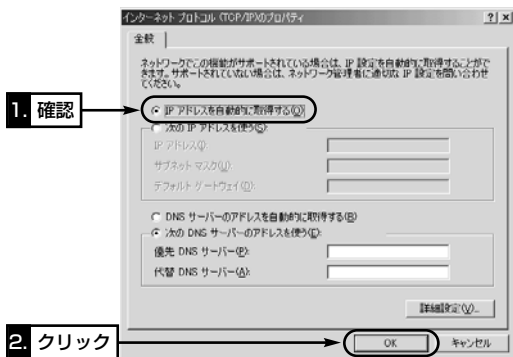 インターネット プロトコル (TCP/IP)のプロパティ
? ×
全般
ネットワークでこの機能がサポートされている場合は、IP 設定を自動的に取得することがで
きます。サポートされていない場合は、ネットワーク管理者に適切な IP 設定を問い合わせ
てください。
1. 確認
IP アドレスを自動的に取得する(O)
次の IP アドレスを使う(S):
IP アドレス(I):
サブネット マスク(U):
デフォルト ゲートウェイ(D):
DNS サーバーのアドレスを自動的に取得する(B)
次の DNS サーバーのアドレスを使う(E):
優先 DNS サーバー(P):
代替 DNS サーバー(A):
詳細設定(V)...
2. クリック
OK
キャンセル